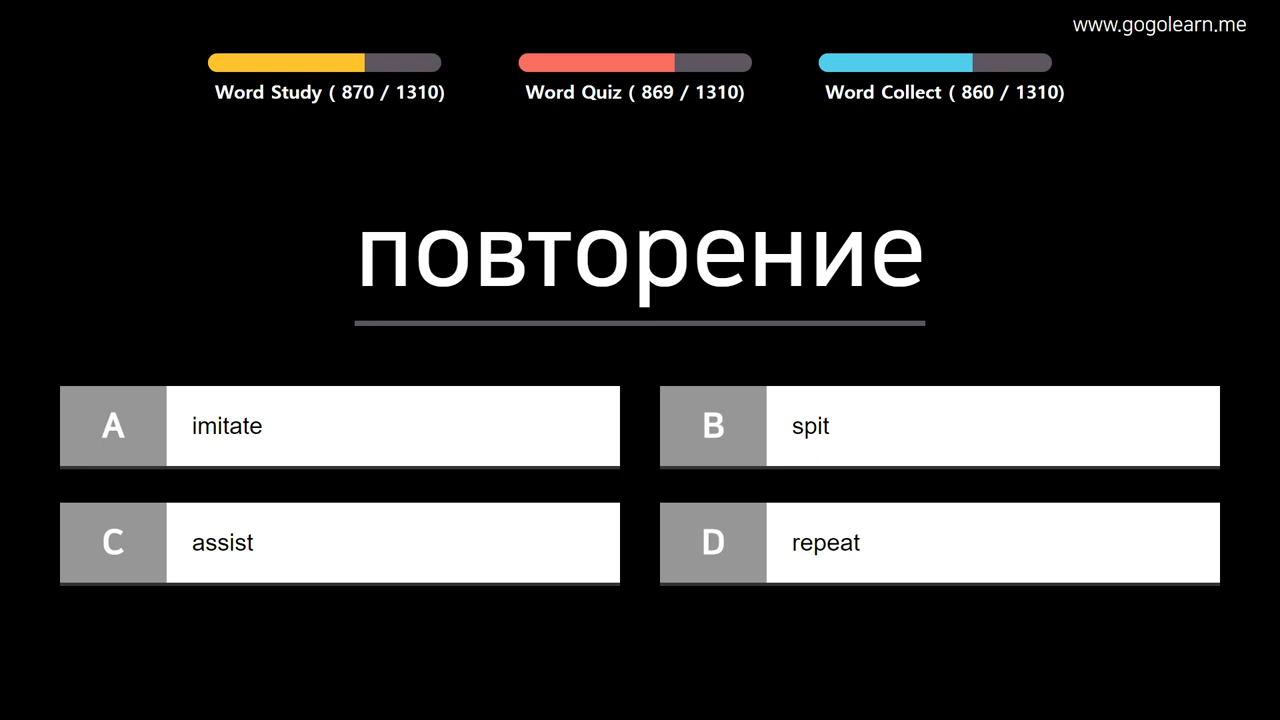 www.gogolearn.me
Word Study ( 870 / 1310)
Word Quiz ( 869 / 1310)
Word Collect ( 860 / 1310)
повторение
A imitate
B spit
C assist
D repeat